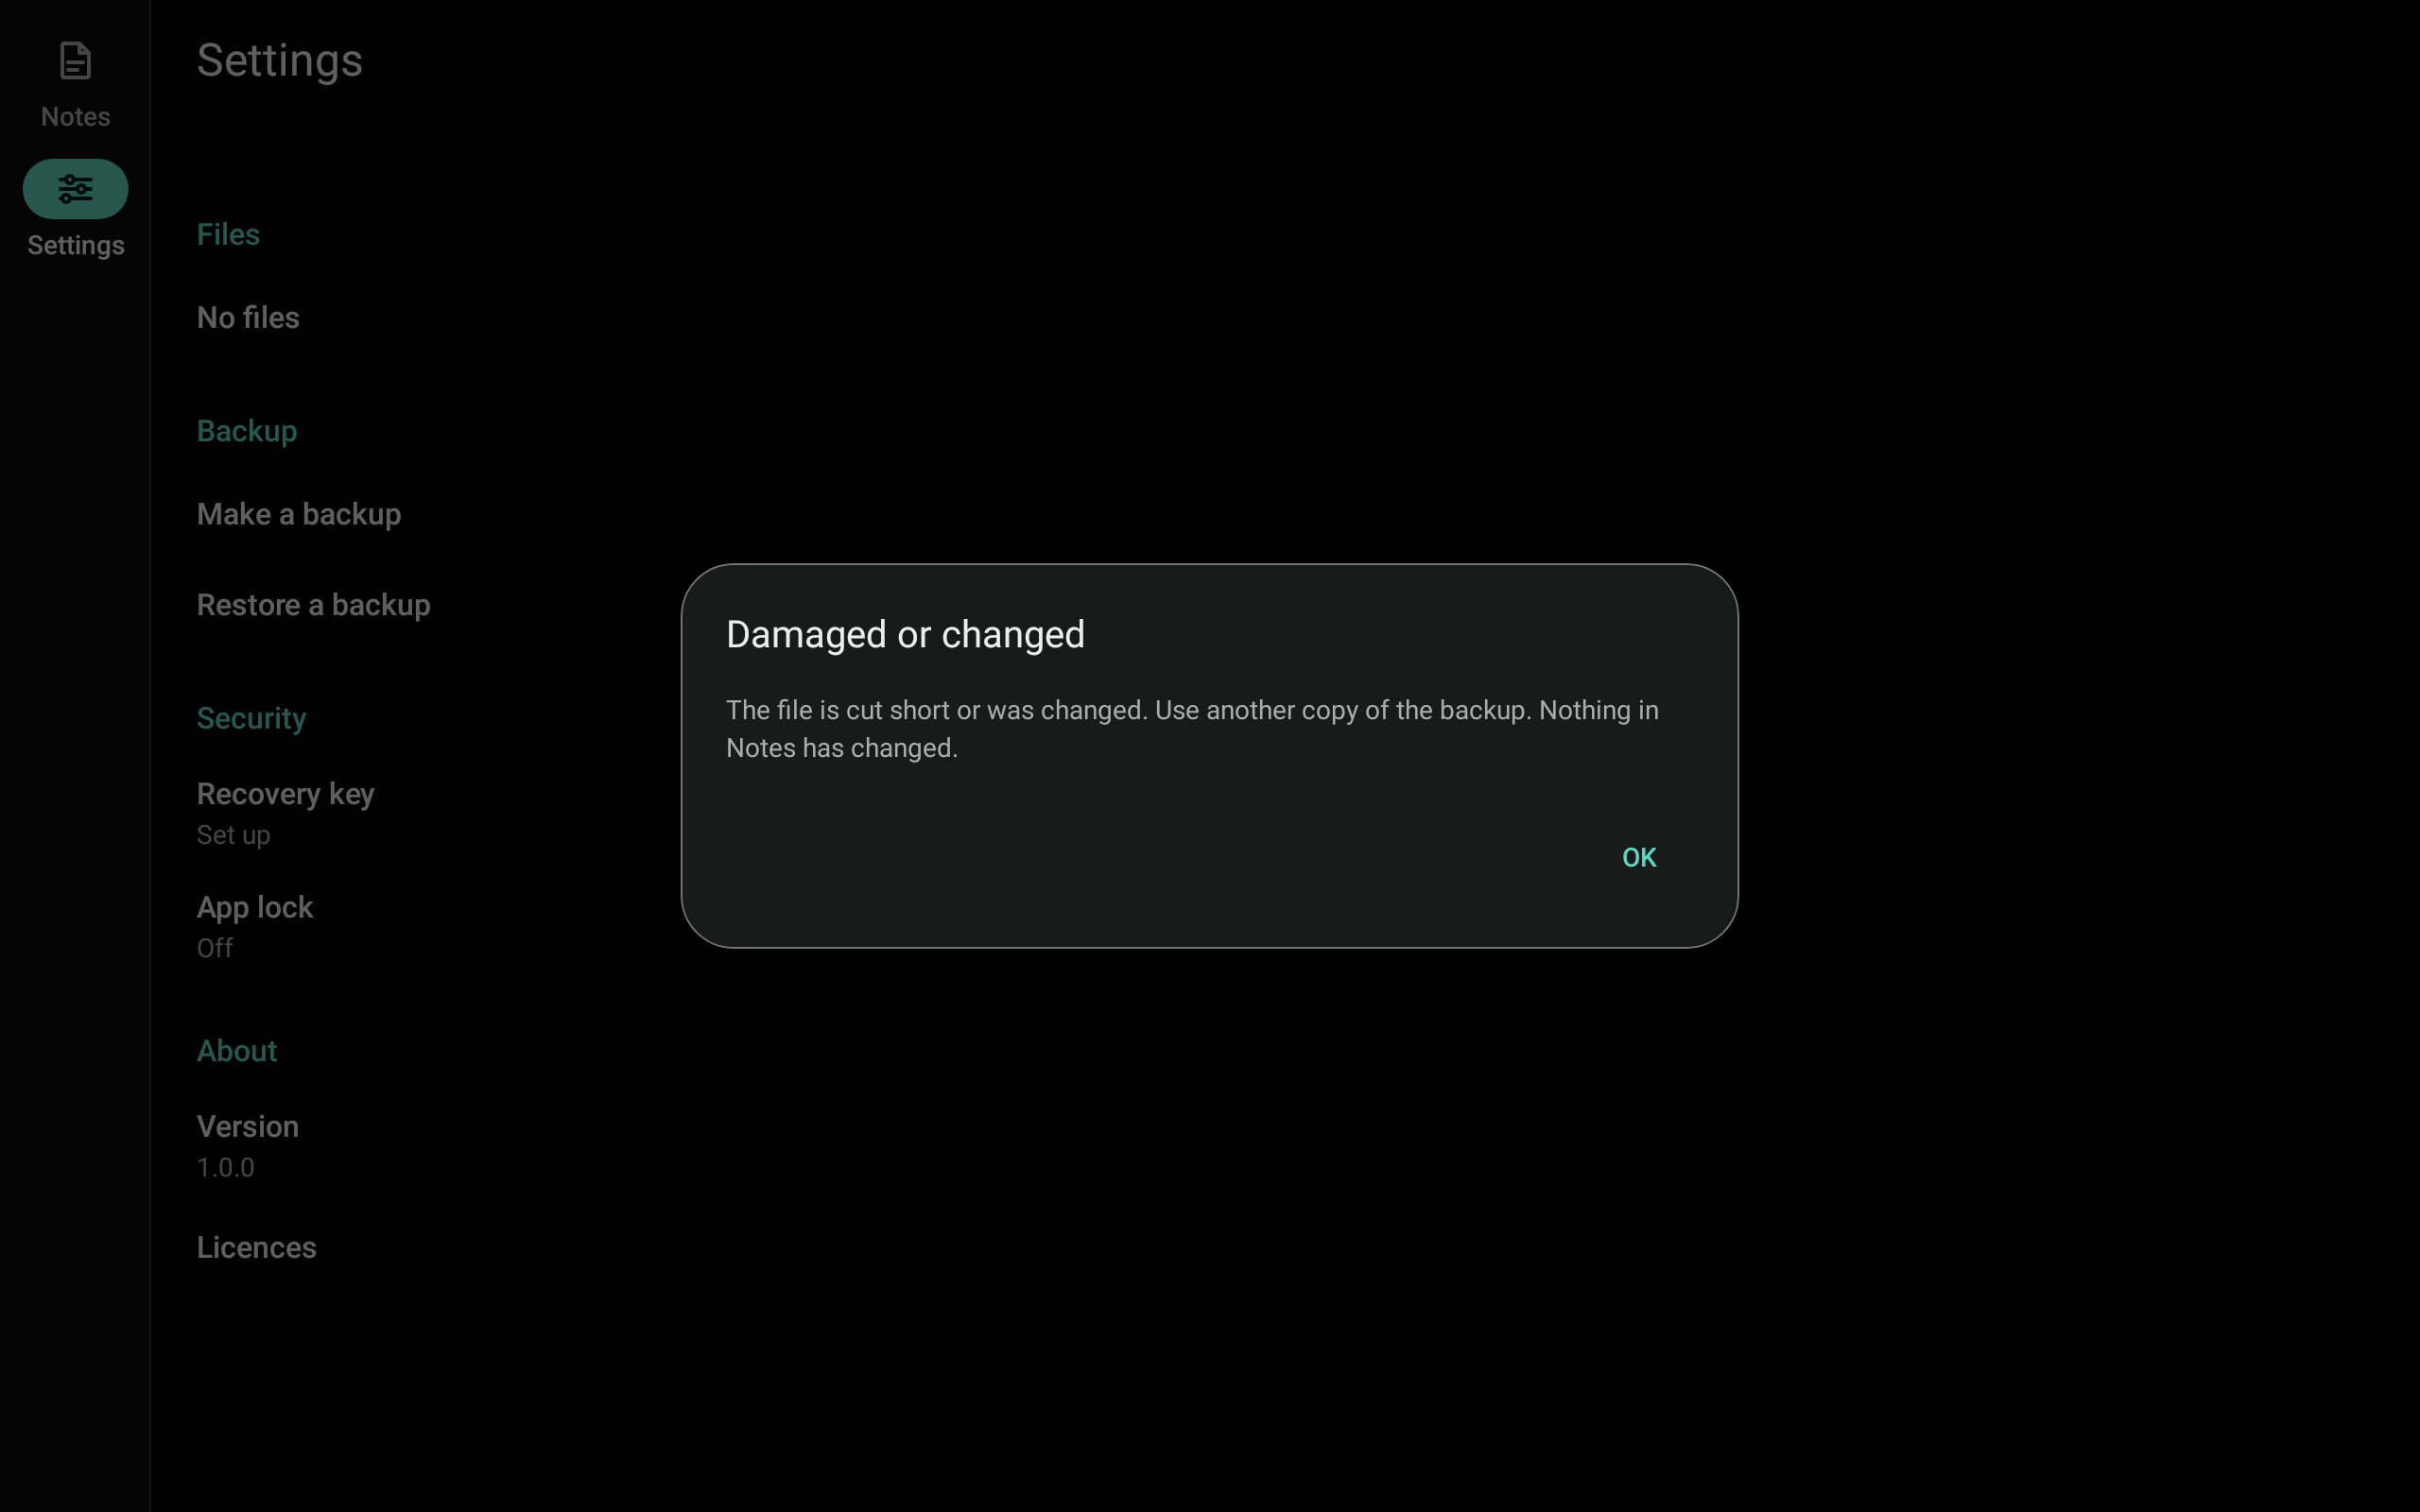 Settings
Notes
Settings
Files
No files
Backup
Make a backup
Restore a backup
Security
Recovery key
Set up
App lock
Off
About
Version
1.0.0
Licences
Damaged or changed
The file is cut short or was changed. Use another copy of the backup. Nothing in
Notes has changed.
OK